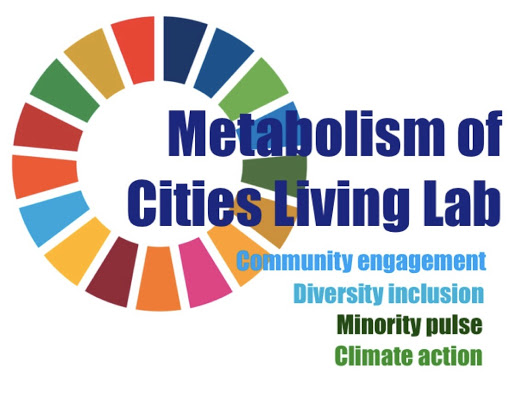 Metabolism of
Cities Living Lab
Community engagement
Diversity inclusion
Minority pulse
Climate action